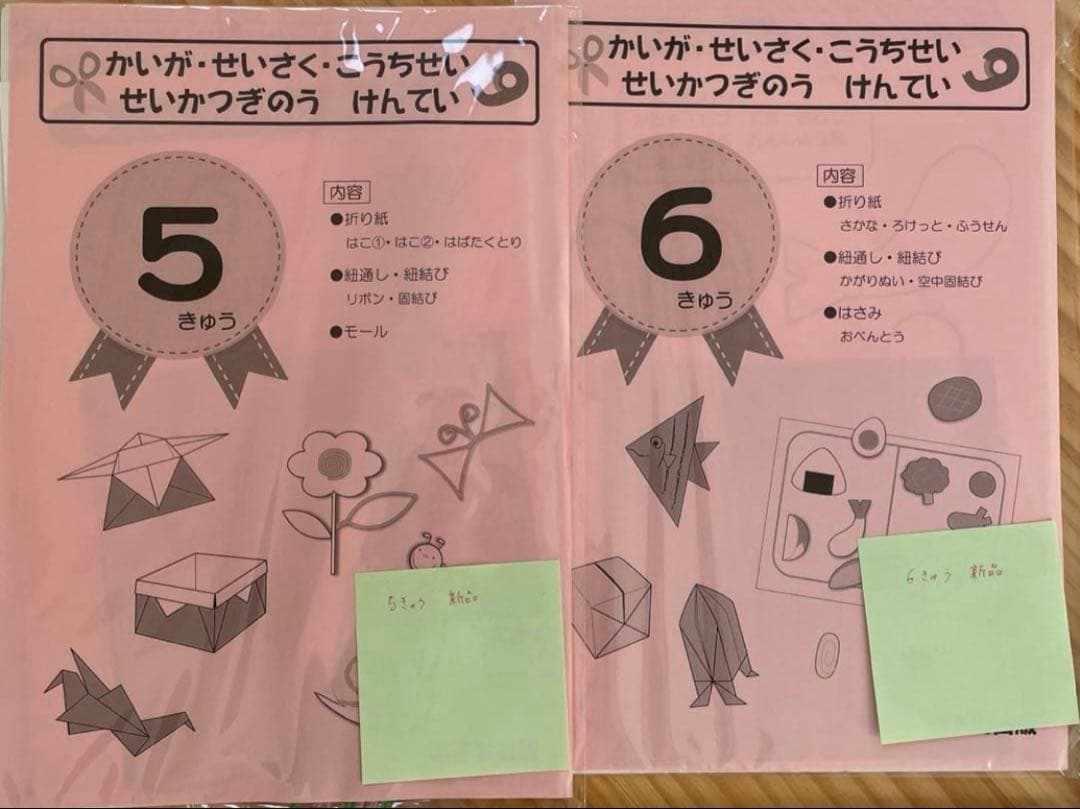 かいが・せいさく・こうちせい
せいかつぎのう けんてい
5
きゅう
内容
●折り紙
はこ①・はこ②・はばたくとり
●紐通し・紐結び
リボン・固結び
●モール
5きゅう 新品
かいが・せいさく・こうちせい
せいかつぎのう けんてい
6
きゅう
内容
●折り紙
さかな・ろけっと・ふうせん
●紐通し・紐結び
かがりぬい・空中固結び
●はさみ
おべんとう
6きゅう 新品